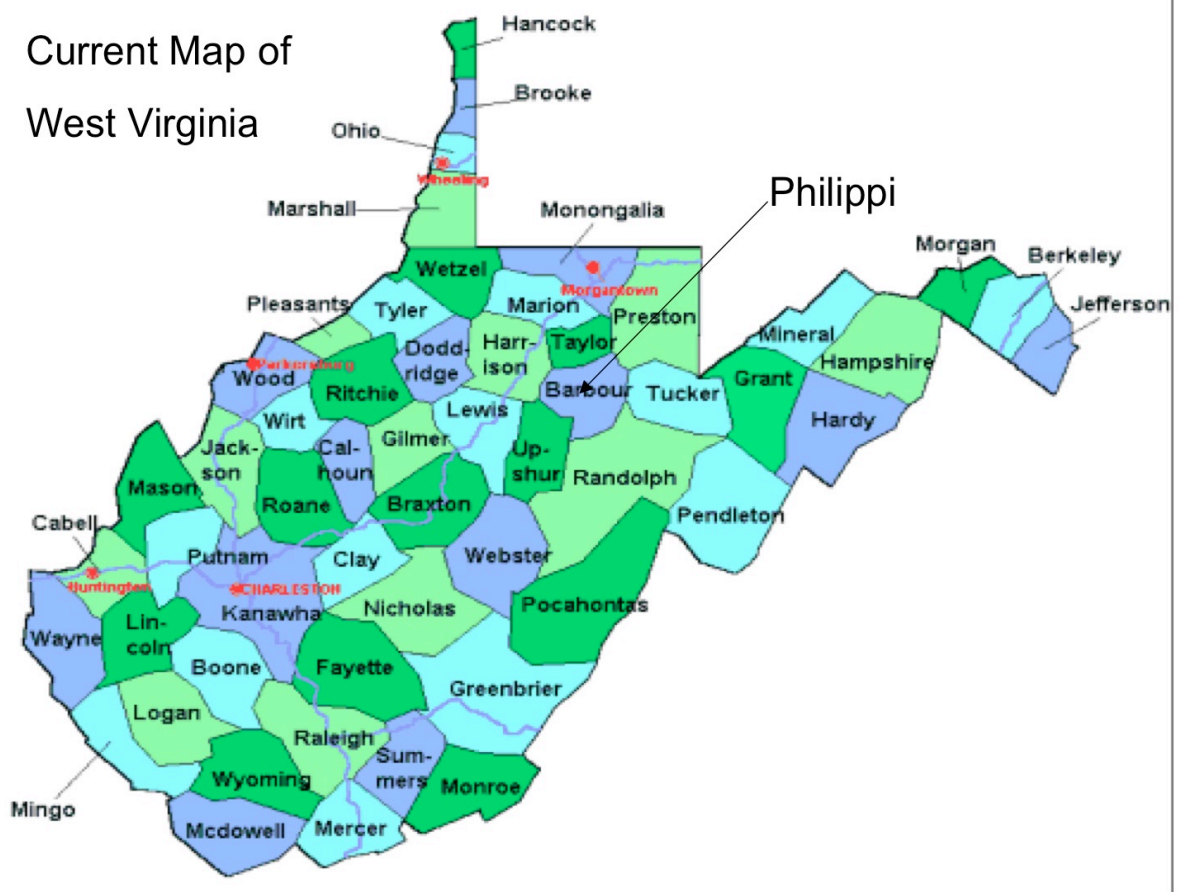 Current Map of
West Virginia
Hancock
Brooke
Ohio
Wheeling
Marshall
Monongalia
Philippi
Morgan
Berkeley
Jefferson
Wetzel
Morgantown
Pleasants
Tyler
Marion
Preston
Mineral
Taylor
Dodd-
ridge
Harr-
ison
Hampshire
Parkersburg
Wood
Ritchie
Barbour
Tucker
Grant
Hardy
Wirt
Lewis
Gilmer
Cal-
houn
Jack-
son
Up-
shur
Randolph
Mason
Roane
Braxton
Pendleton
Cabell
Putnam
Clay
Webster
Huntington
CHARLESTON
Kanawha
Nicholas
Pocahontas
Wayne
Lin-
coln
Boone
Fayette
Greenbrier
Logan
Raleigh
Sum-
mers
Wyoming
Monroe
Mingo
Mcdowell
Mercer